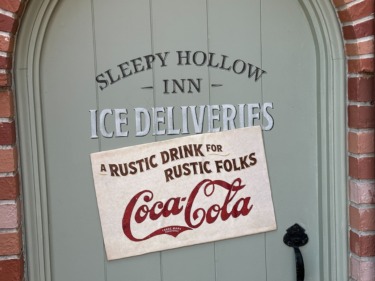 SLEEPY HOLLOW
- INN -
ICE DELIVERIES
A RUSTIC DRINK FOR
RUSTIC FOLKS
Coca-Cola